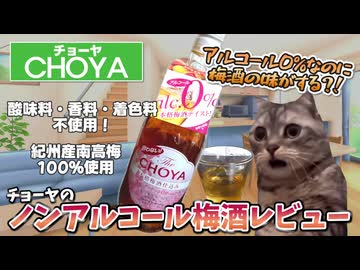 チョーヤ
CHOYA
アルコール0%なのに
梅酒の味がする?!
酸味料・香料・着色料
不使用！
紀州産南高梅
100%使用
0%
The
CHOYA
チョーヤの
ノンアルコール梅酒レビュー